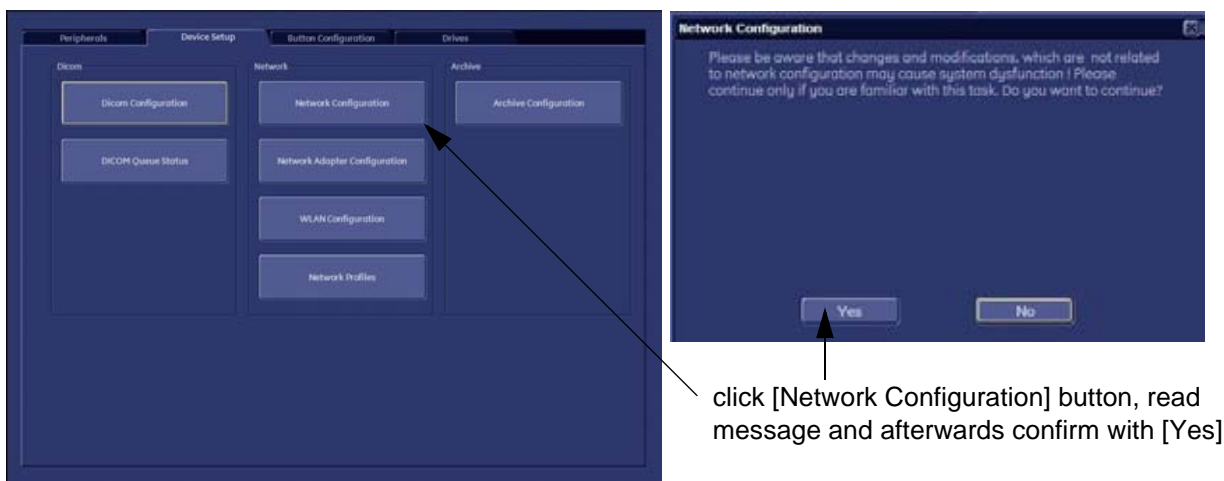 Peripherals Device Setup Button Configuration Drives
Dicom Network Archive
Dicom Configuration Network Configuration Archive Configuration
DICOM Queue Status Network Adapter Configuration
WLAN Configuration
Network Profiles
Network Configuration
Please be aware that changes and modifications, which are not related
to network configuration may cause system dysfunction ! Please
continue only if you are familiar with this task. Do you want to continue?
Yes No
click [Network Configuration] button, read
message and afterwards confirm with [Yes]